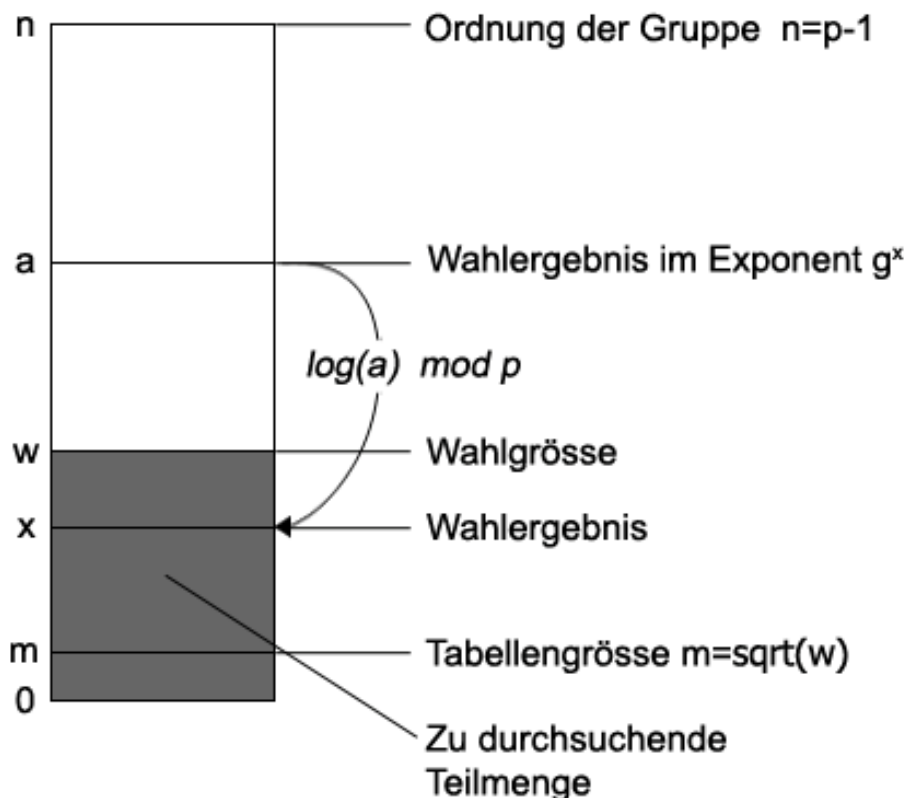 n Ordnung der Gruppe n=p-1
a Wahlergebnis im Exponent gˣ
log(a) mod p
w Wahlgrösse
x Wahlergebnis
m Tabellengrösse m=sqrt(w)
0
Zu durchsuchende
Teilmenge